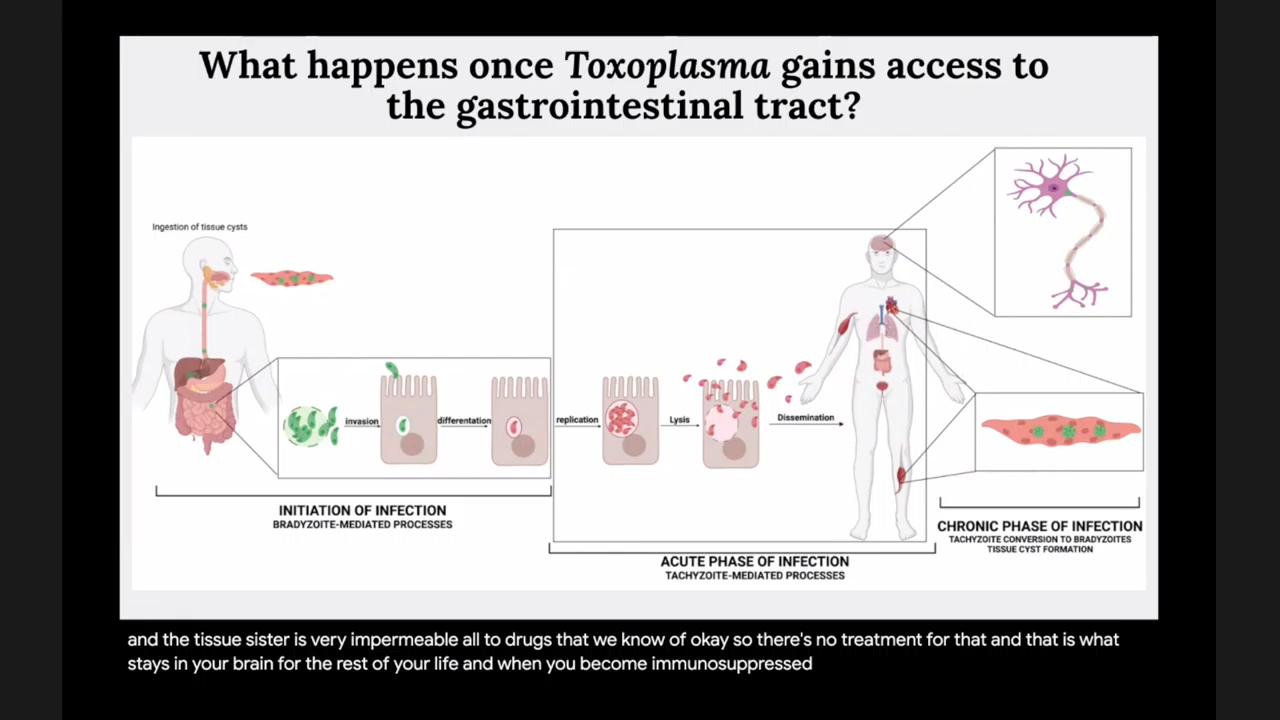 What happens once Toxoplasma gains access to
the gastrointestinal tract?
Ingestion of tissue cysts
invasion
differentation
replication
Lysis
Dissemination
INITIATION OF INFECTION
BRADYZOITE-MEDIATED PROCESSES
ACUTE PHASE OF INFECTION
TACHYZOITE-MEDIATED PROCESSES
CHRONIC PHASE OF INFECTION
TACHYZOITE CONVERSION TO BRADYZOITES
TISSUE CYST FORMATION
and the tissue sister is very impermeable all to drugs that we know of okay so there's no treatment for that and that is what
stays in your brain for the rest of your life and when you become immunosuppressed